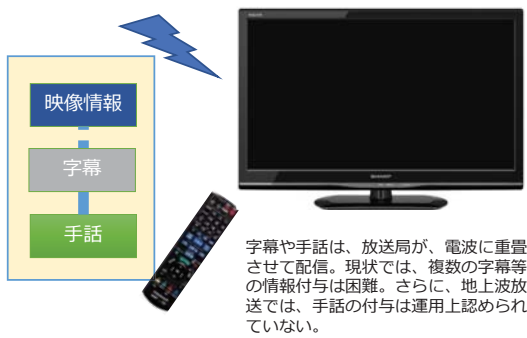 映像情報
字幕
手話
SHARP
字幕や手話は、放送局が、電波に重畳
させて配信。現状では、複数の字幕等
の情報付与は困難。さらに、地上波放
送では、手話の付与は運用上認められ
ていない。